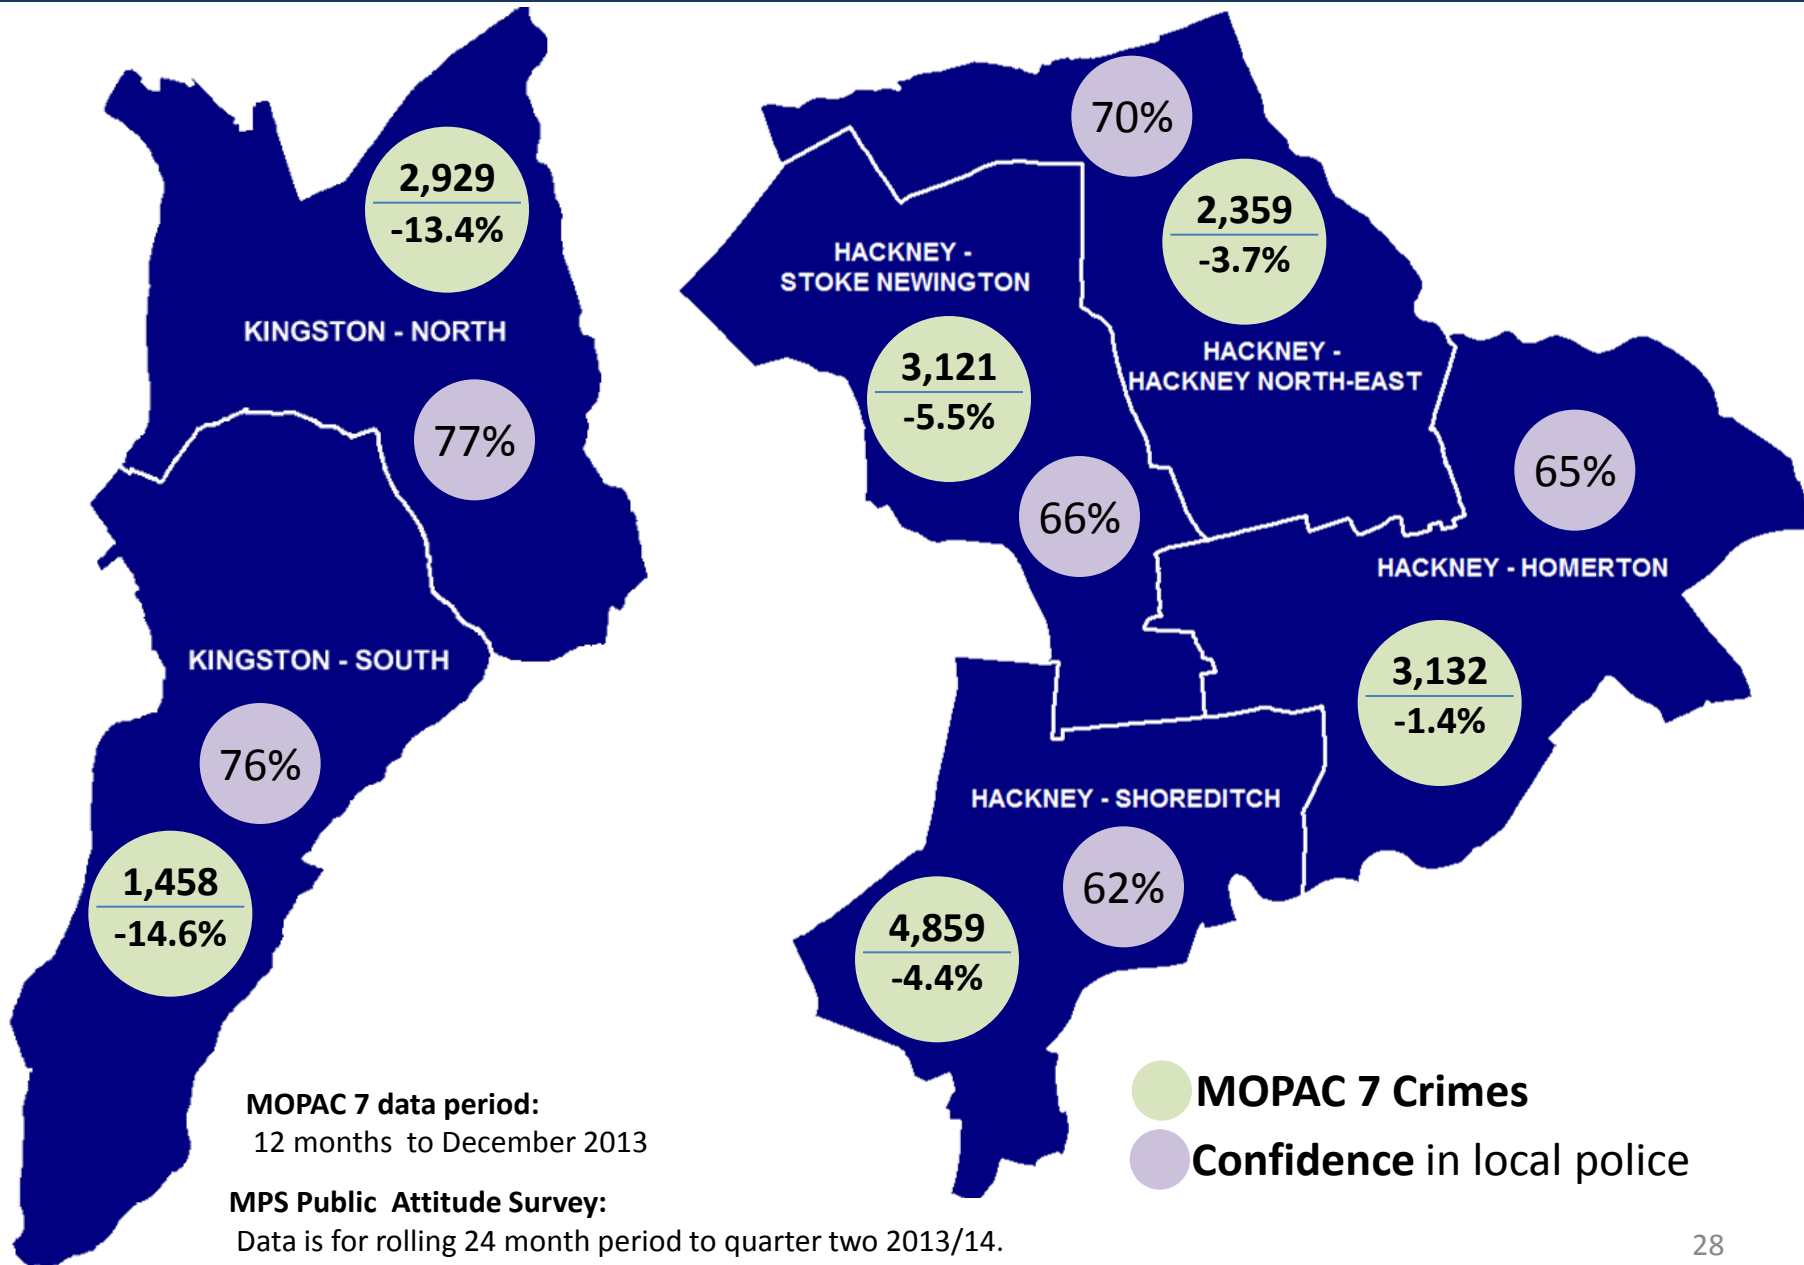 2,929
-13.4%
KINGSTON - NORTH
77%
KINGSTON - SOUTH
76%
1,458
-14.6%
70%
2,359
-3.7%
HACKNEY -
HACKNEY NORTH-EAST
HACKNEY -
STOKE NEWINGTON
3,121
-5.5%
66%
65%
HACKNEY - HOMERTON
3,132
-1.4%
HACKNEY - SHOREDITCH
62%
4,859
-4.4%
MOPAC 7 data period:
12 months to December 2013
MPS Public Attitude Survey:
Data is for rolling 24 month period to quarter two 2013/14.
MOPAC 7 Crimes
Confidence in local police
28